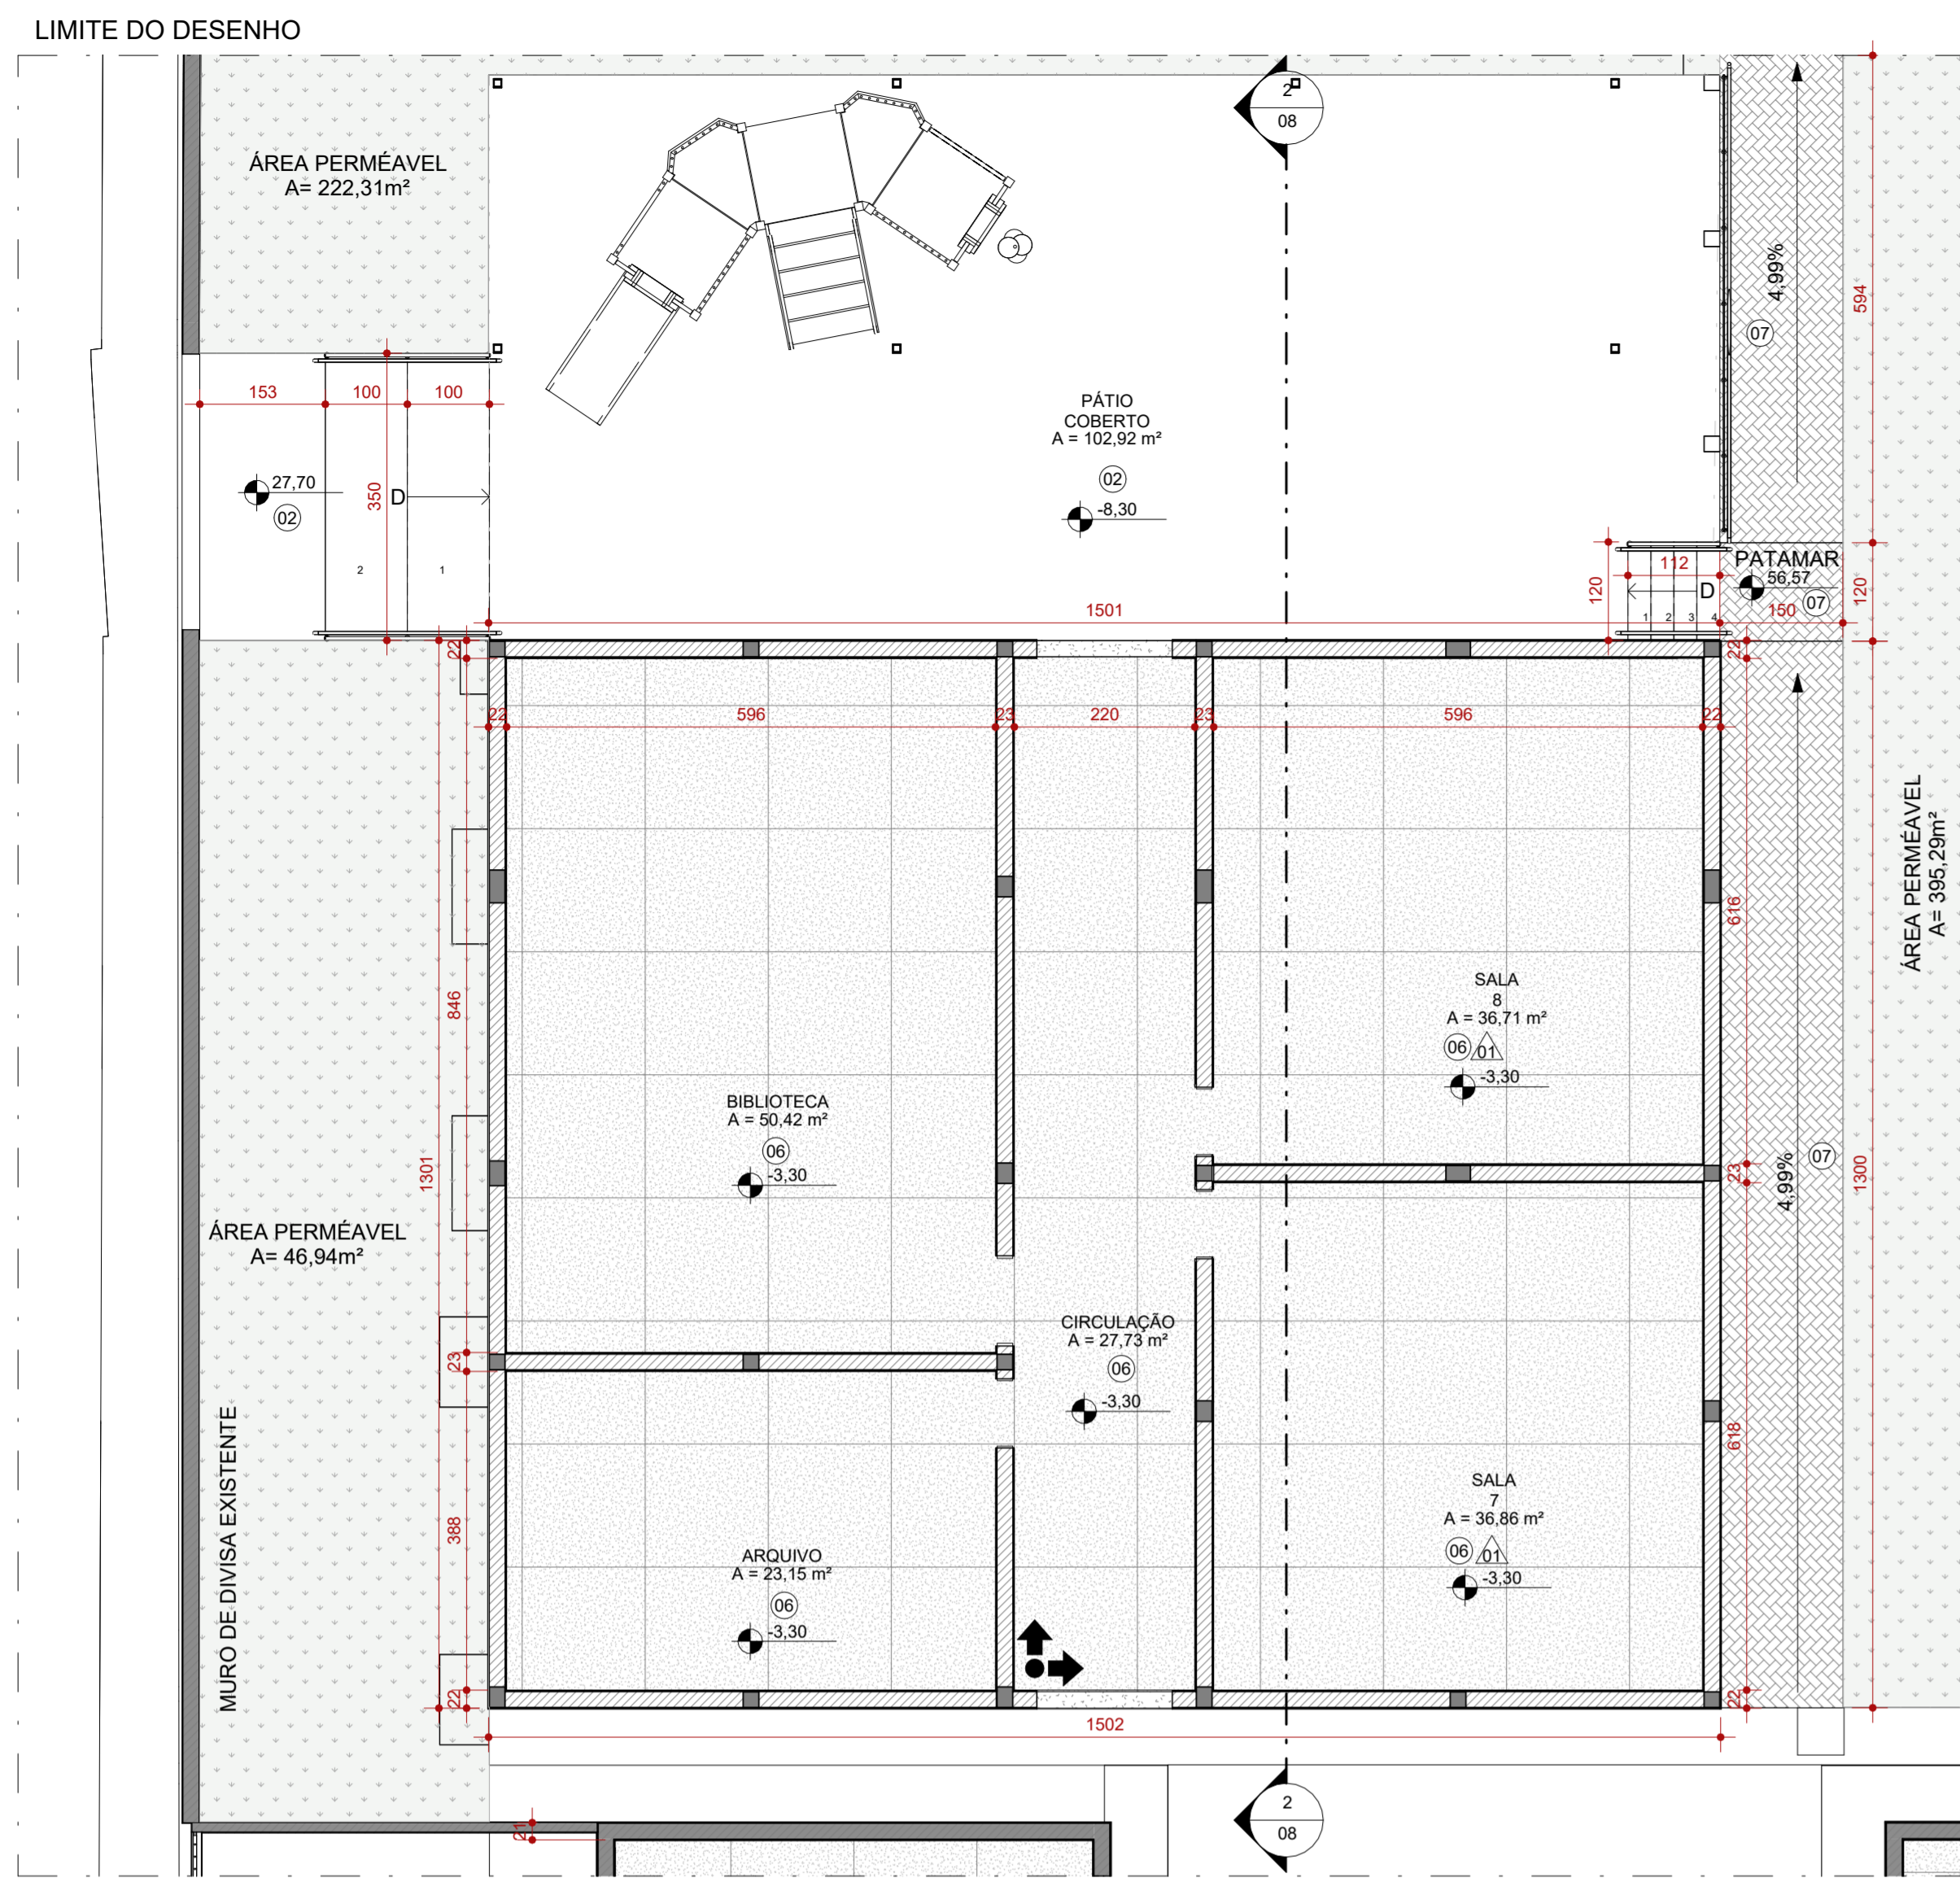 LIMITE DO DESENHO
2
08
ÁREA PERMÉAVEL
A= 222,31m²
4,99%
594
07
153
100
100
PÁTIO
COBERTO
A = 102,92 m²
02
-8,30
27,70
02
350
D
2
1
120
112
D
1
2
3
4
PATAMAR
56,57
150
07
120
1501
22
22
22
596
23
220
23
596
22
616
ÁREA PERMÉAVEL
A= 395,29m²
846
SALA
8
A = 36,71 m²
06
01
-3,30
BIBLIOTECA
A = 50,42 m²
06
-3,30
1301
23
4,99%
07
1300
ÁREA PERMÉAVEL
A= 46,94m²
CIRCULAÇÃO
A = 27,73 m²
06
-3,30
23
618
MURO DE DIVISA EXISTENTE
388
SALA
7
A = 36,86 m²
06
01
-3,30
ARQUIVO
A = 23,15 m²
06
-3,30
22
22
1502
2
08
21